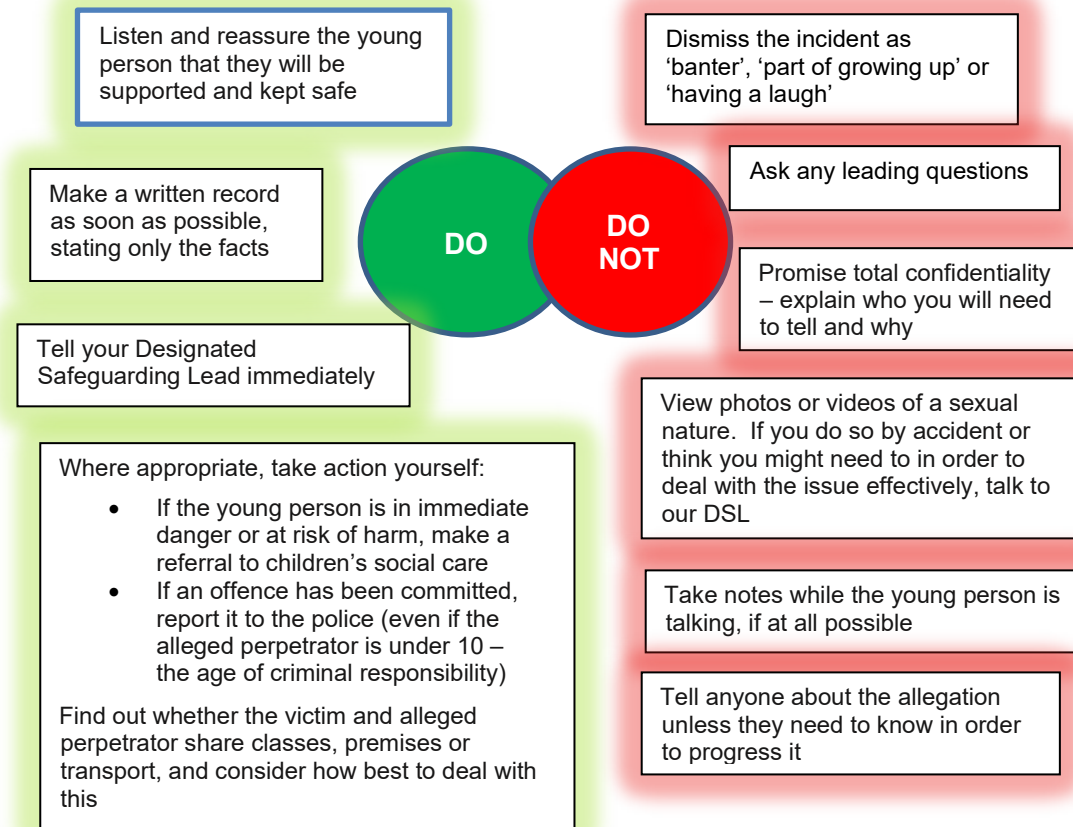 Listen and reassure the young
person that they will be
supported and kept safe
Make a written record
as soon as possible,
stating only the facts
Tell your Designated
Safeguarding Lead immediately
Where appropriate, take action yourself:
• If the young person is in immediate
danger or at risk of harm, make a
referral to children’s social care
• If an offence has been committed,
report it to the police (even if the
alleged perpetrator is under 10 –
the age of criminal responsibility)
Find out whether the victim and alleged
perpetrator share classes, premises or
transport, and consider how best to deal with
this
DO
DO
NOT
Dismiss the incident as
‘banter’, ‘part of growing up’ or
‘having a laugh’
Ask any leading questions
Promise total confidentiality
– explain who you will need
to tell and why
View photos or videos of a sexual
nature.  If you do so by accident or
think you might need to in order to
deal with the issue effectively, talk to
our DSL
Take notes while the young person is
talking, if at all possible
Tell anyone about the allegation
unless they need to know in order
to progress it